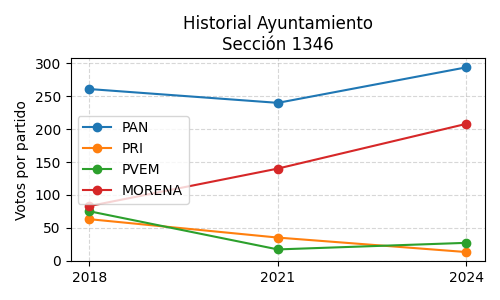 Historial Ayuntamiento
Sección 1346
Votos por partido
300
250
200
150
100
50
0
PAN
PRI
PVEM
MORENA
2018
2021
2024